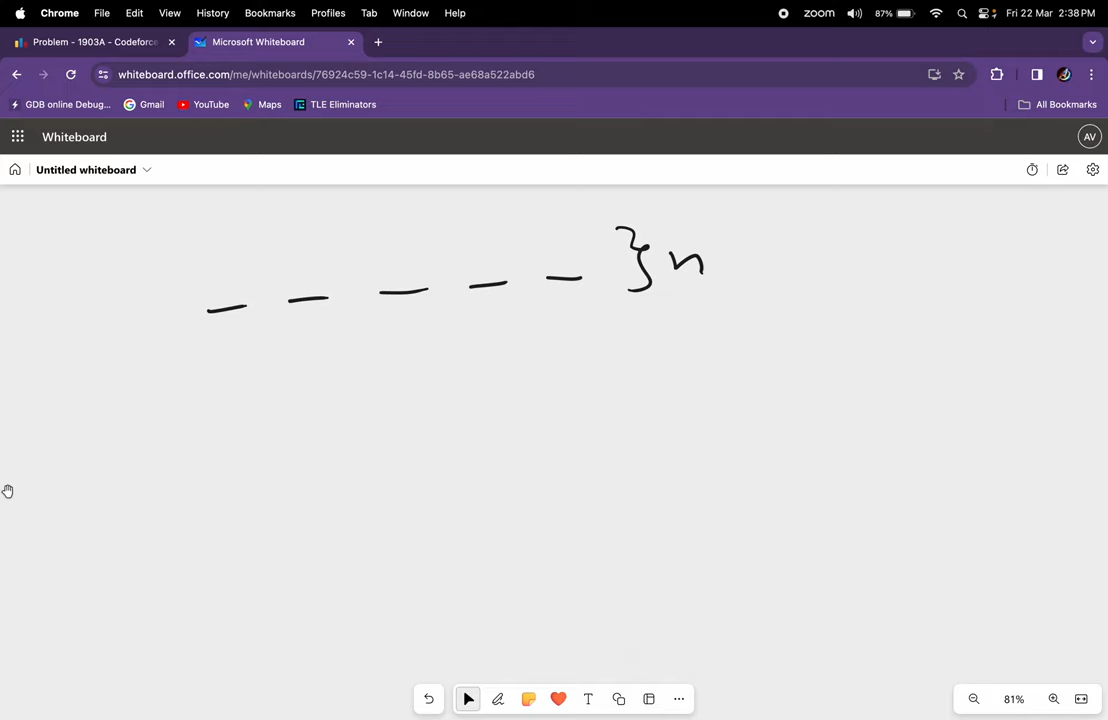 Chrome File Edit View History Bookmarks Profiles Tab Window Help zoom 87% Fri 22 Mar 2:38 PM
Problem - 1903A - Codeforce Microsoft Whiteboard
whiteboard.office.com/me/whiteboards/76924c59-1c14-45fd-8b65-ae68a522abd6
GDB online Debug... Gmail YouTube Maps TLE Eliminators All Bookmarks
Whiteboard AV
Untitled whiteboard
_ _ _ _ _ } n
T 81%